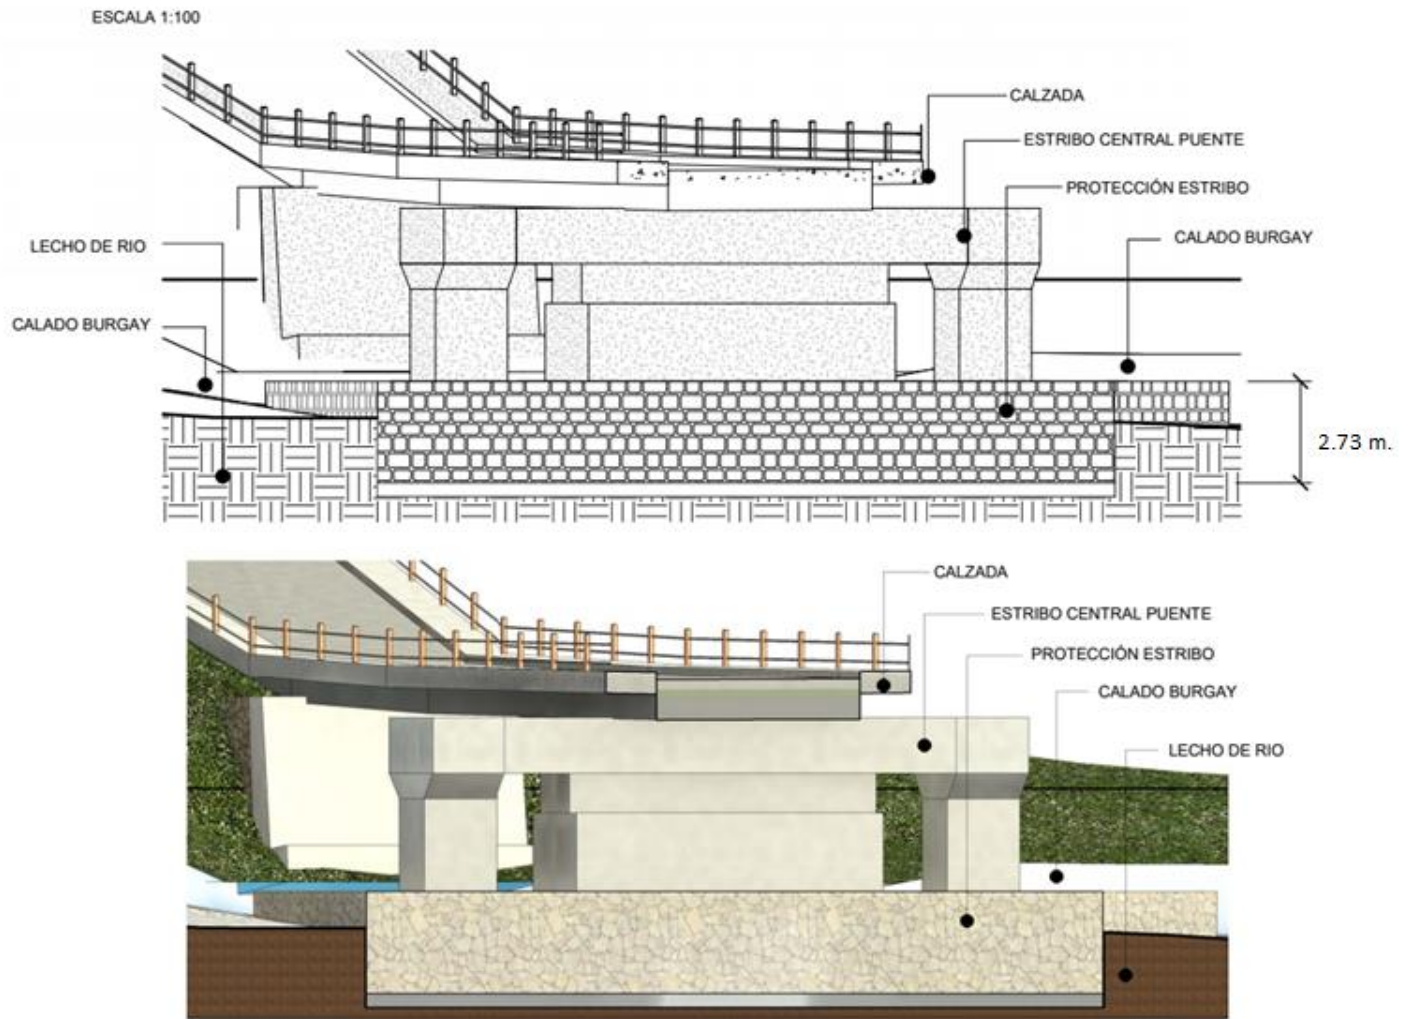 ESCALA 1:100
CALZADA
ESTRIBO CENTRAL PUENTE
PROTECCIÓN ESTRIBO
CALADO BURGAY
LECHO DE RIO
CALADO BURGAY
2.73 m.
CALZADA
ESTRIBO CENTRAL PUENTE
PROTECCIÓN ESTRIBO
CALADO BURGAY
LECHO DE RIO